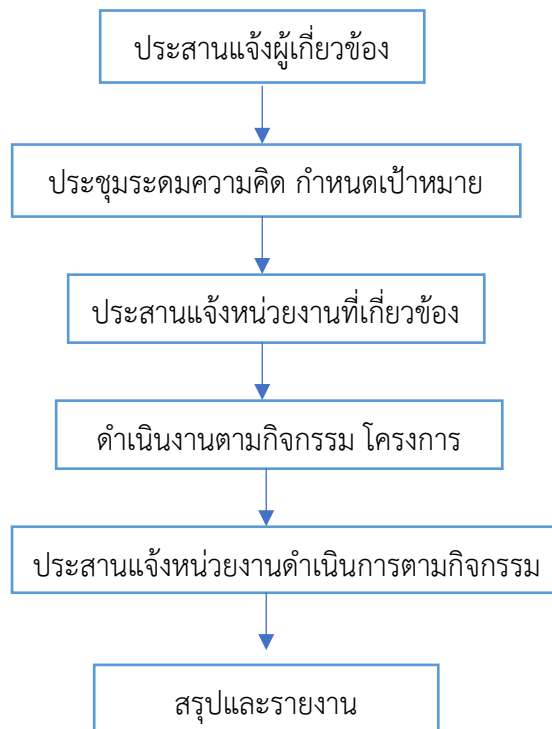 ประสานแจ้งผู้เกี่ยวข้อง
ประชุมระดมความคิด กำหนดเป้าหมาย
ประสานแจ้งหน่วยงานที่เกี่ยวข้อง
ดำเนินงานตามกิจกรรม โครงการ
ประสานแจ้งหน่วยงานดำเนินการตามกิจกรรม
สรุปและรายงาน